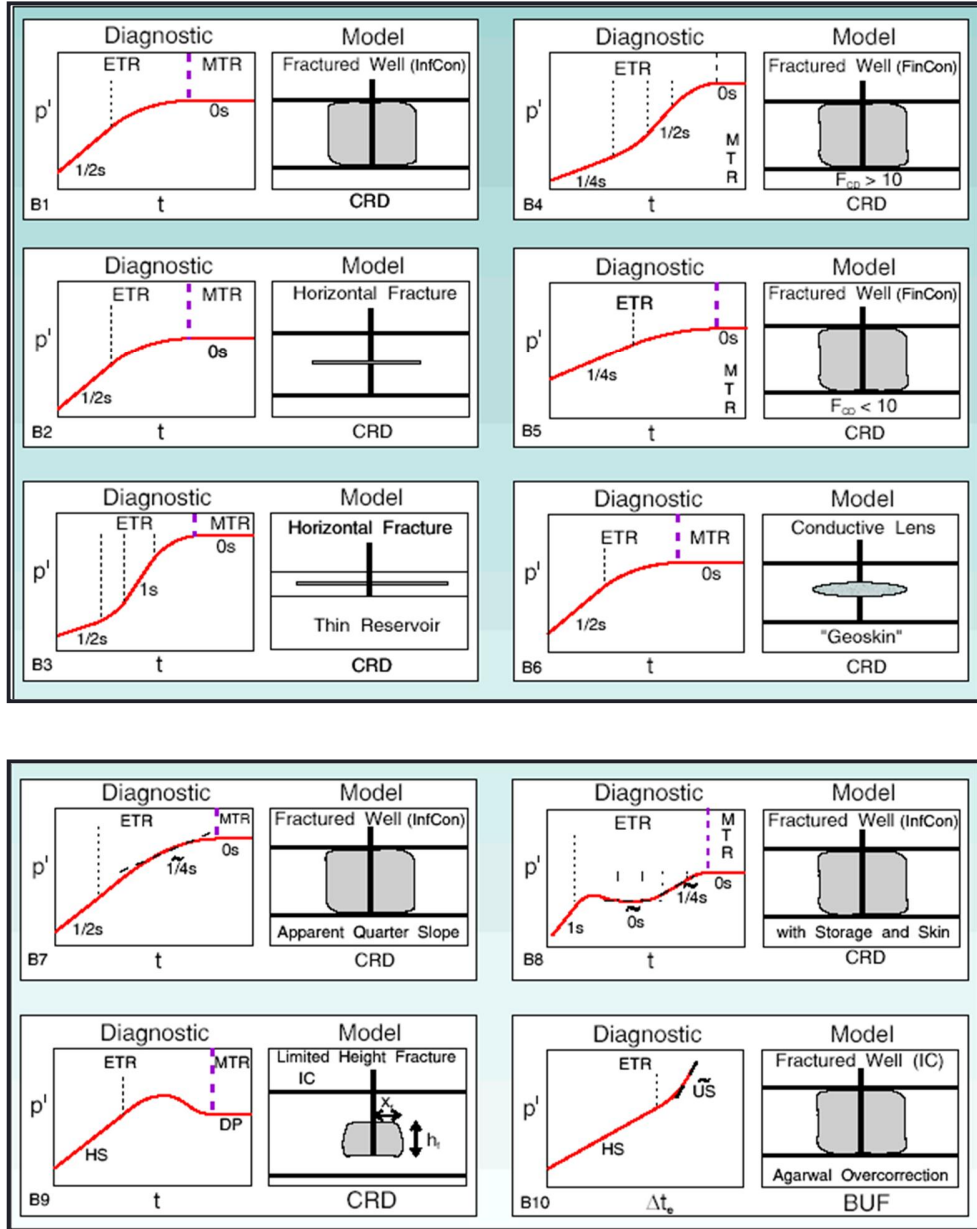 Diagnostic Model
ETR MTR
Fractured Well (InfCon)
p'
0s
1/2s
B1 t CRD
Diagnostic Model
ETR
Fractured Well (FinCon)
p'
0s
1/2s
M
T
R
1/4s
F_CD > 10
B4 t CRD
Diagnostic Model
ETR MTR
Horizontal Fracture
p'
0s
1/2s
B2 t CRD
Diagnostic Model
ETR
Fractured Well (FinCon)
p'
0s
1/4s
M
T
R
F_CD < 10
B5 t CRD
Diagnostic Model
ETR MTR
Horizontal Fracture
0s
p'
1s
Thin Reservoir
1/2s
B3 t CRD
Diagnostic Model
ETR MTR
Conductive Lens
p'
0s
1/2s
"Geoskin"
B6 t CRD
Diagnostic Model
ETR MTR
Fractured Well (InfCon)
p'
0s
~1/4s
1/2s
Apparent Quarter Slope
B7 t CRD
Diagnostic Model
ETR
M
T
R
Fractured Well (InfCon)
p'
~1/4s 0s
1s ~0s
with Storage and Skin
B8 t CRD
Diagnostic Model
ETR MTR
Limited Height Fracture
IC
p'
X_f
h_f
DP
HS
B9 t CRD
Diagnostic Model
ETR
Fractured Well (IC)
~US
p'
HS
Agarwal Overcorrection
B10 Δt_e BUF